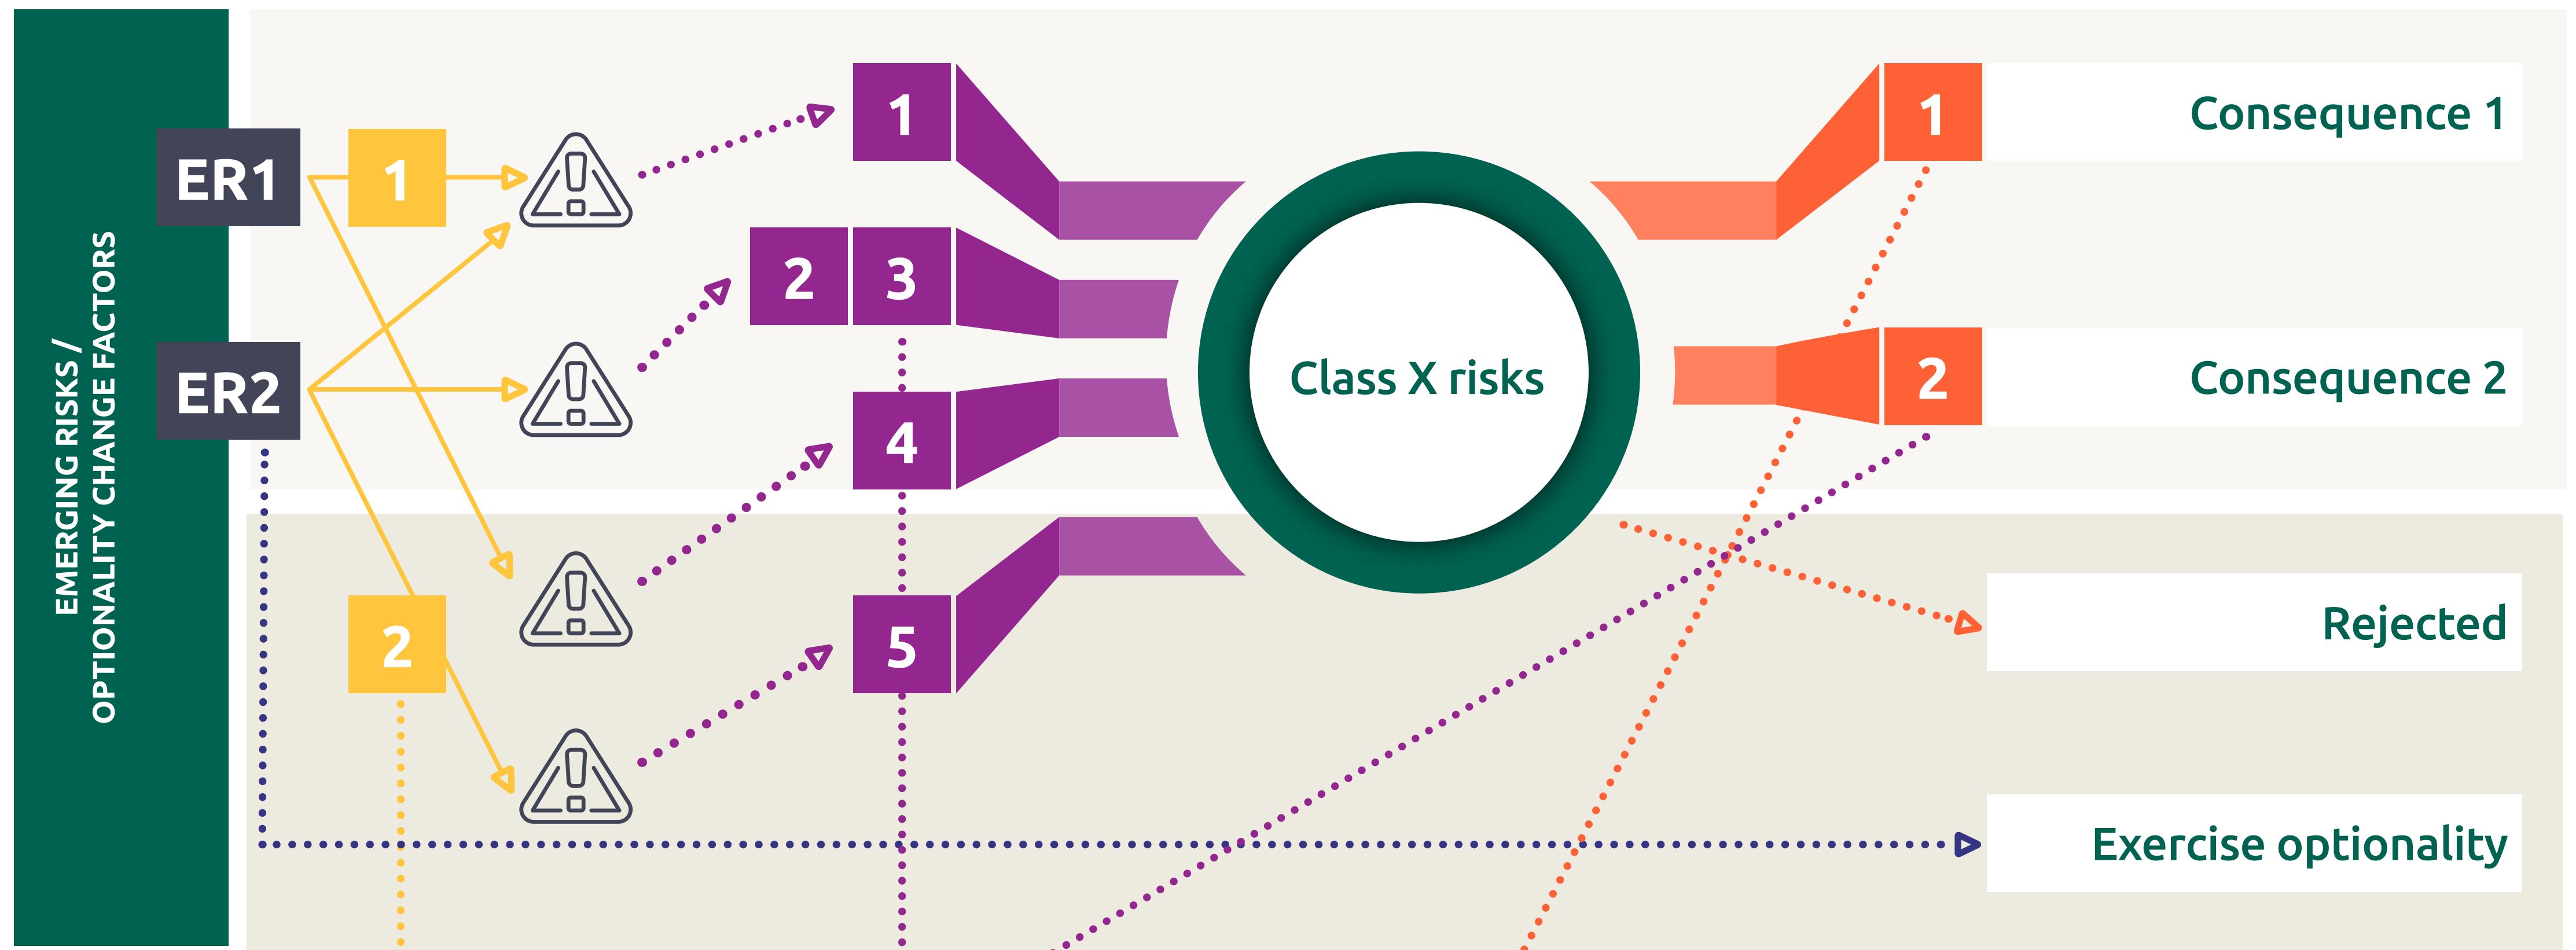 EMERGING RISKS /
OPTIONALITY CHANGE FACTORS
ER1
1
ER2
2
1
2 3
4
5
Class X risks
1
Consequence 1
2
Consequence 2
Rejected
Exercise optionality